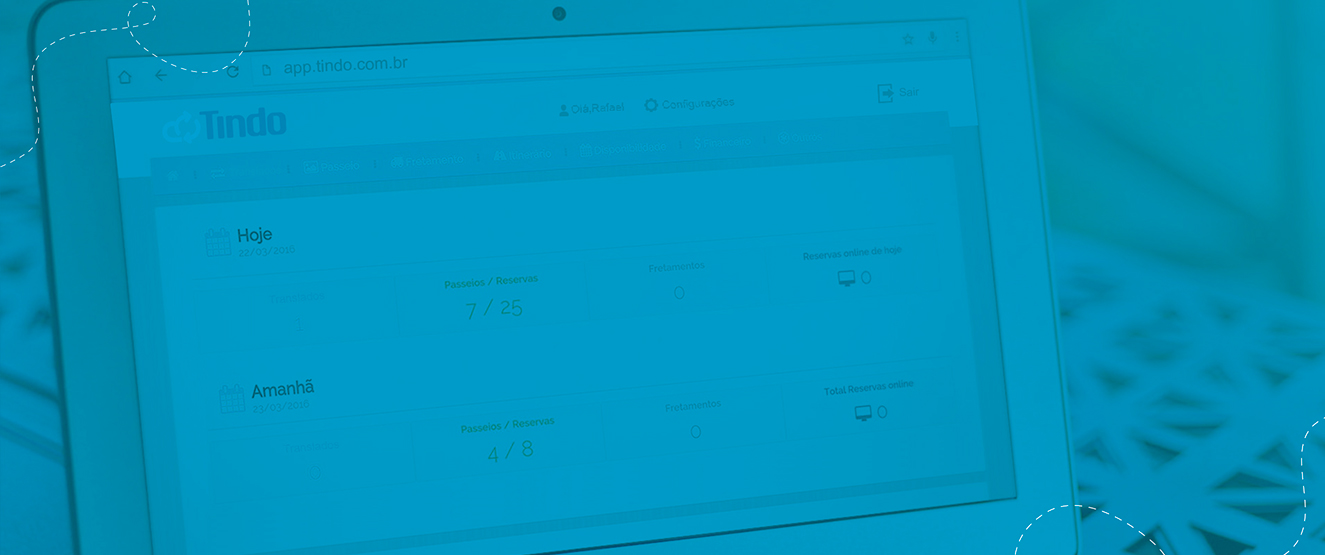 app.tindo.com.br
Tindo
Olá, Rafael
Configurações
Sair
Passeios
Fretamento
Hoje
22/03/2016
Passeios / Reservas
7 / 25
Fretamentos
0
Reservas online de hoje
0
Amanhã
23/03/2016
Passeios / Reservas
4 / 8
Fretamentos
0
Total Reservas online
0